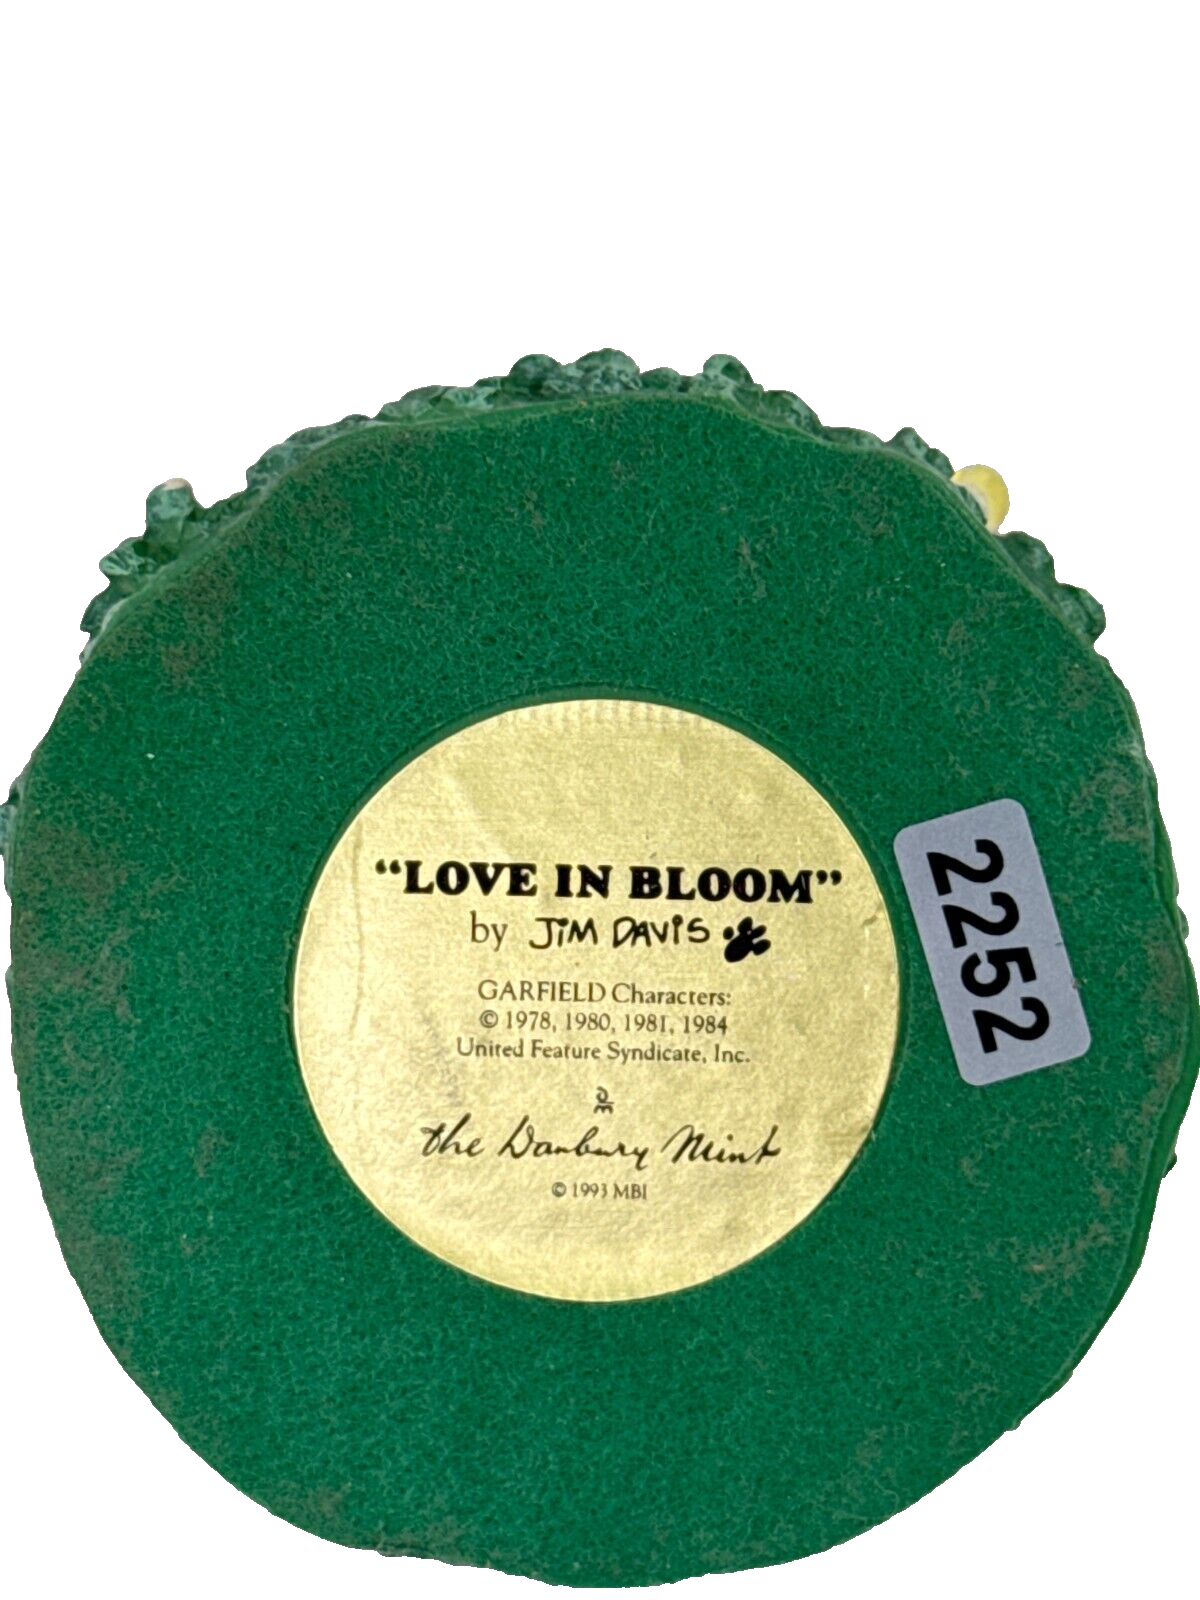 “LOVE IN BLOOM”
by JIM DAVIS
GARFIELD Characters:
© 1978, 1980, 1981, 1984
United Feature Syndicate, Inc.
the Danbury Mint
© 1993 MBI
2252